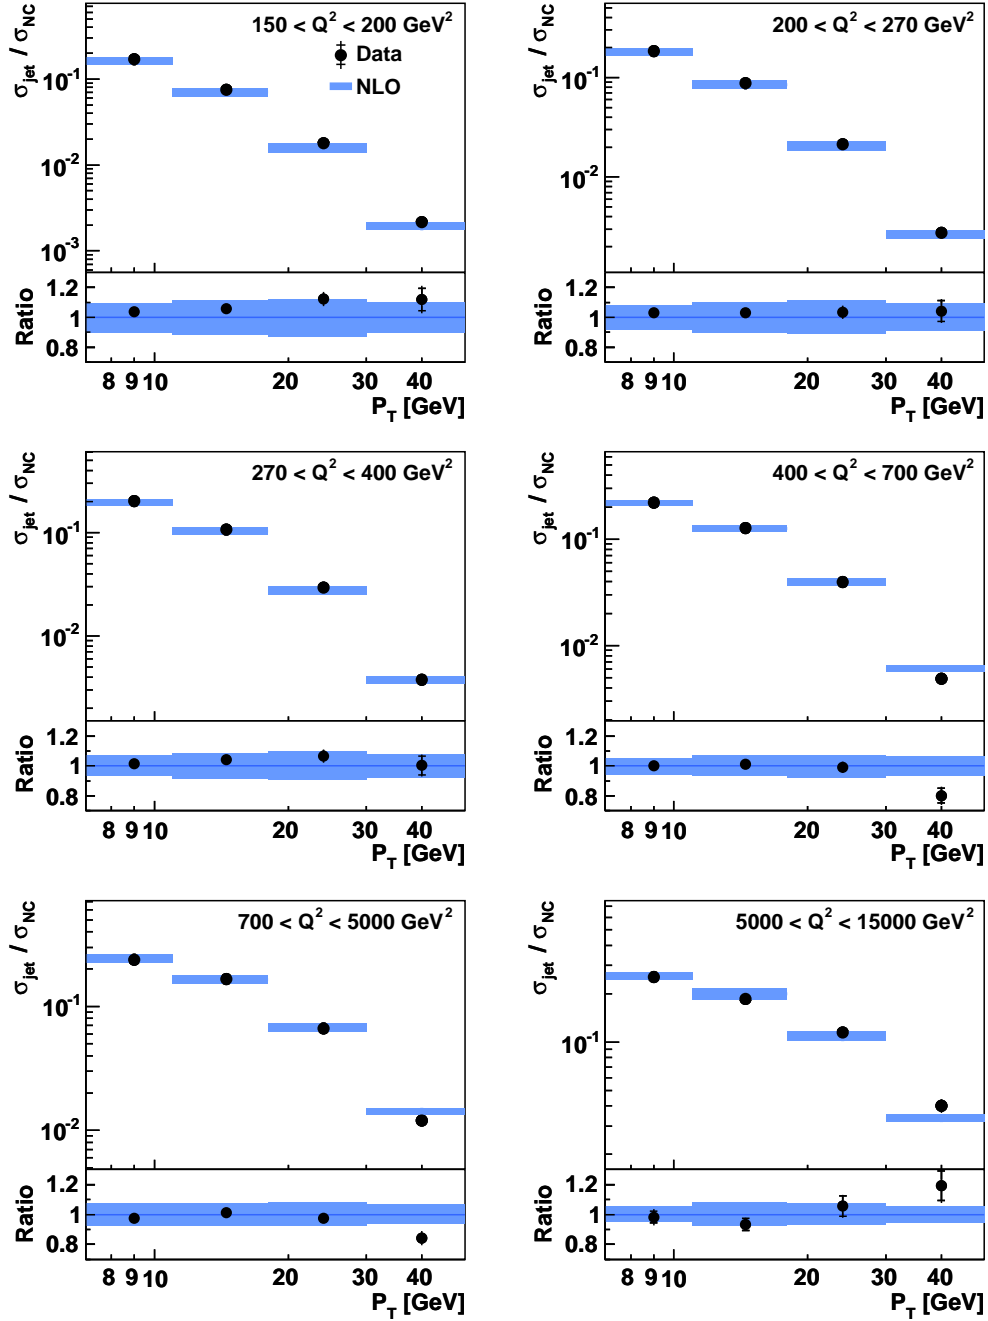 150 < Q² < 200 GeV²
Data
NLO
σjet / σNC
10⁻¹
10⁻²
10⁻³
Ratio
1.2
1
0.8
8 9 10 20 30 40
PT [GeV]
200 < Q² < 270 GeV²
σjet / σNC
10⁻¹
10⁻²
Ratio
1.2
1
0.8
8 9 10 20 30 40
PT [GeV]
270 < Q² < 400 GeV²
σjet / σNC
10⁻¹
10⁻²
Ratio
1.2
1
0.8
8 9 10 20 30 40
PT [GeV]
400 < Q² < 700 GeV²
σjet / σNC
10⁻¹
10⁻²
Ratio
1.2
1
0.8
8 9 10 20 30 40
PT [GeV]
700 < Q² < 5000 GeV²
σjet / σNC
10⁻¹
10⁻²
Ratio
1.2
1
0.8
8 9 10 20 30 40
PT [GeV]
5000 < Q² < 15000 GeV²
σjet / σNC
10⁻¹
Ratio
1.2
1
0.8
8 9 10 20 30 40
PT [GeV]